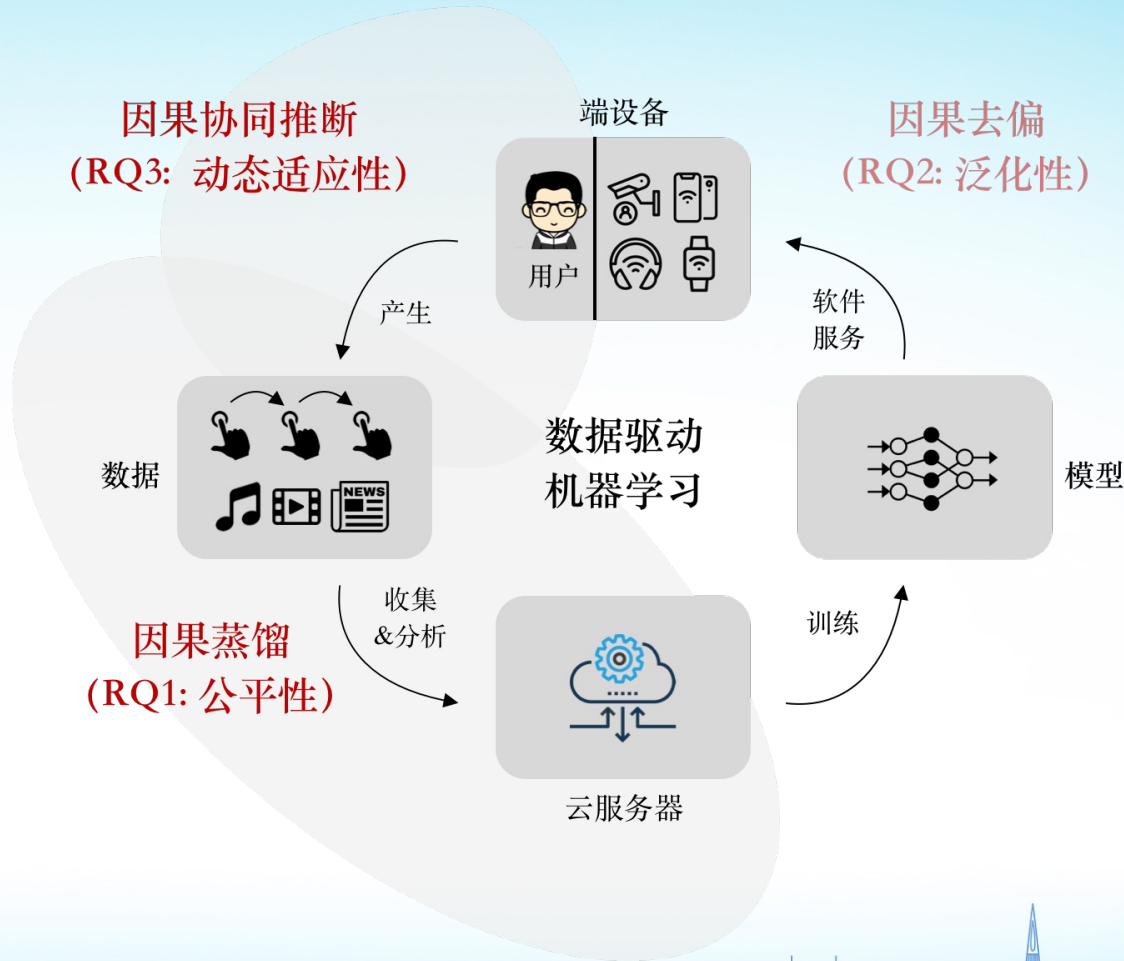 因果协同推断
(RQ3: 动态适应性)
端设备
因果去偏
(RQ2: 泛化性)
用户
产生
软件
服务
数据
NEWS
数据驱动
机器学习
模型
收集
&分析
训练
因果蒸馏
(RQ1: 公平性)
云服务器